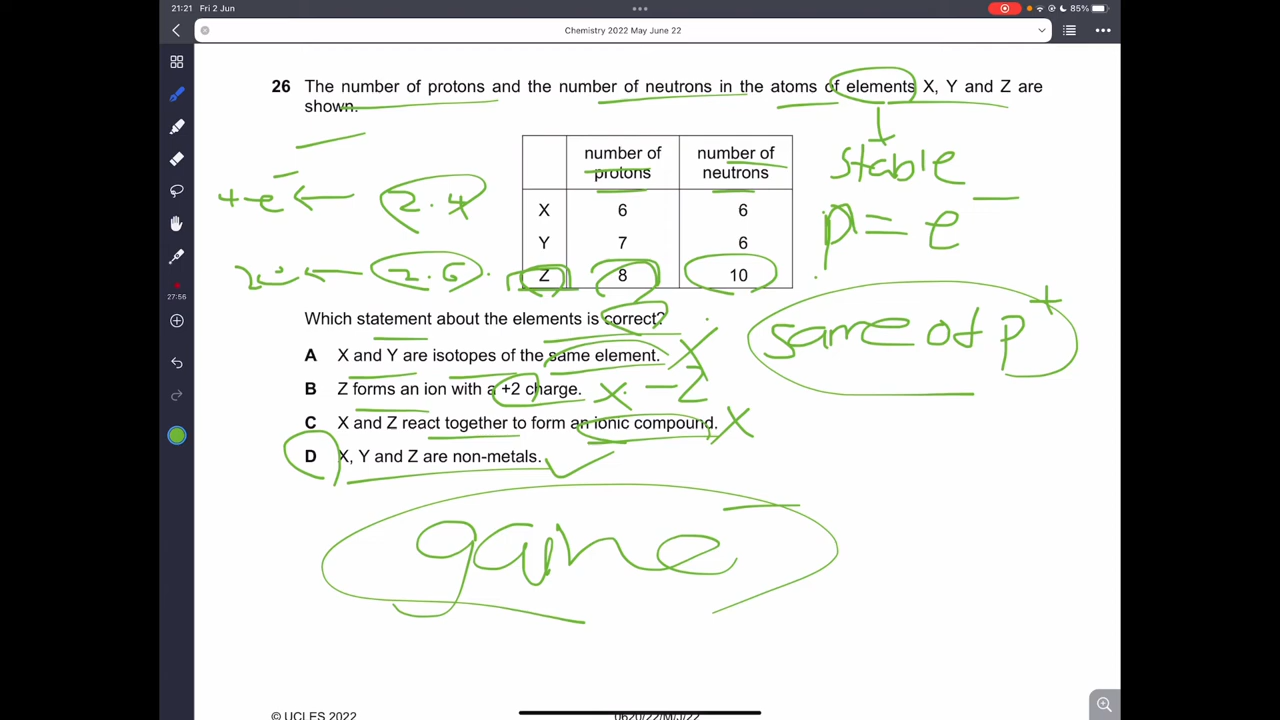 21:21 Fri 2 Jun
85%
Chemistry 2022 May June 22
27:56
26 The number of protons and the number of neutrons in the atoms of elements X, Y and Z are
shown.
number of protons number of neutrons
X 6 6
Y 7 6
Z 8 10
stable
p = e
same of p+
+e ← 2.4
← 2.6
Which statement about the elements is correct?
A X and Y are isotopes of the same element. X
B Z forms an ion with a +2 charge. x -2
C X and Z react together to form an ionic compound. X
D X, Y and Z are non-metals. ✓
gain e
© UCLES 2022
0620/22/M/J/22